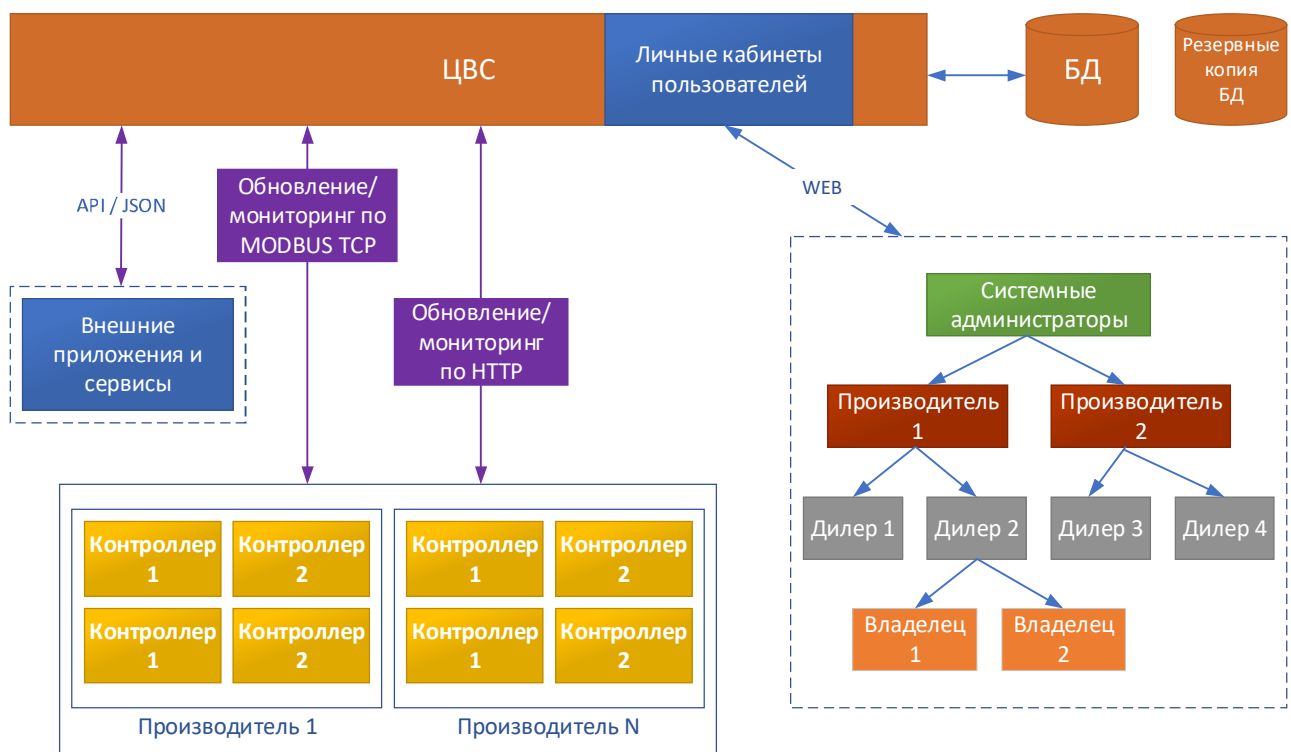 ЦВС
Личные кабинеты
пользователей
БД
Резервные
копия
БД
API / JSON
Обновление/
мониторинг по
MODBUS TCP
Обновление/
мониторинг
по HTTP
WEB
Внешние
приложения и
сервисы
Системные
администраторы
Производитель
1
Производитель
2
Дилер 1
Дилер 2
Дилер 3
Дилер 4
Владелец
1
Владелец
2
Контроллер
1
Контроллер
2
Контроллер
1
Контроллер
2
Производитель 1
Контроллер
1
Контроллер
2
Контроллер
1
Контроллер
2
Производитель N